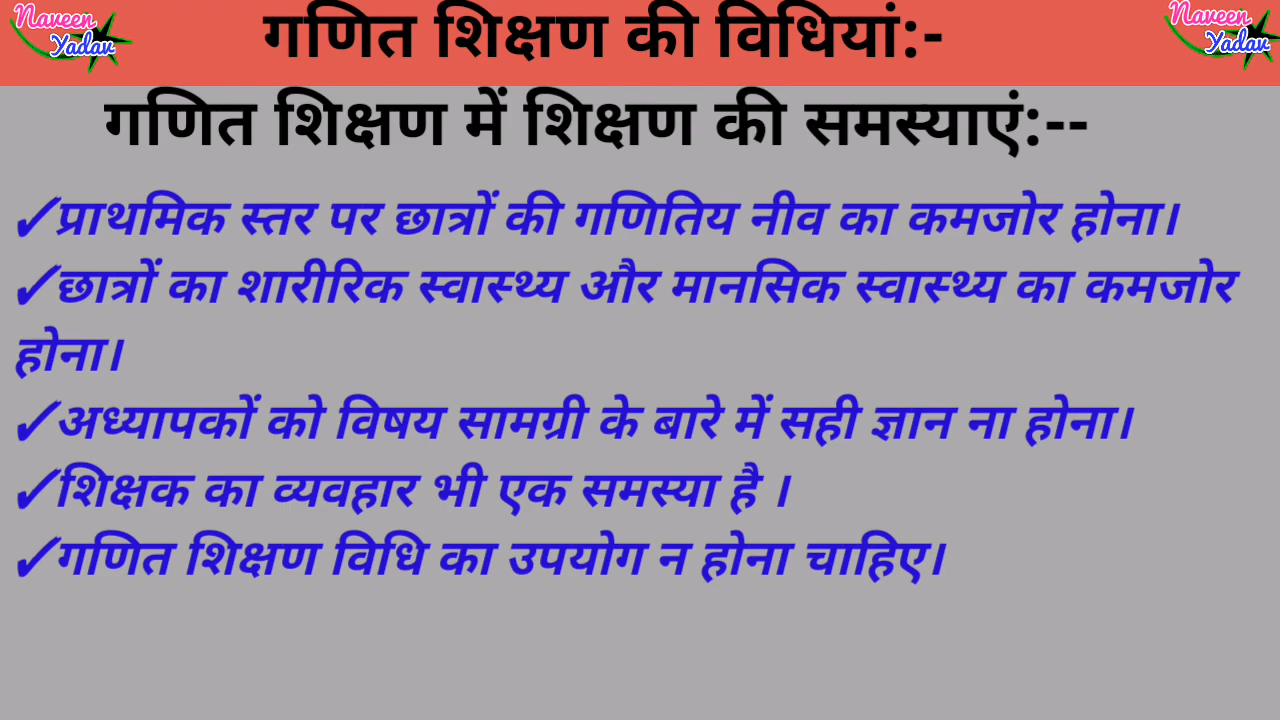 Naveen Yadav
गणित शिक्षण की विधियां:-
Naveen Yadav
गणित शिक्षण में शिक्षण की समस्याएं:--
✓प्राथमिक स्तर पर छात्रों की गणितिय नीव का कमजोर होना।
✓छात्रों का शारीरिक स्वास्थ्य और मानसिक स्वास्थ्य का कमजोर
होना।
✓अध्यापकों को विषय सामग्री के बारे में सही ज्ञान ना होना।
✓शिक्षक का व्यवहार भी एक समस्या है ।
✓गणित शिक्षण विधि का उपयोग न होना चाहिए।